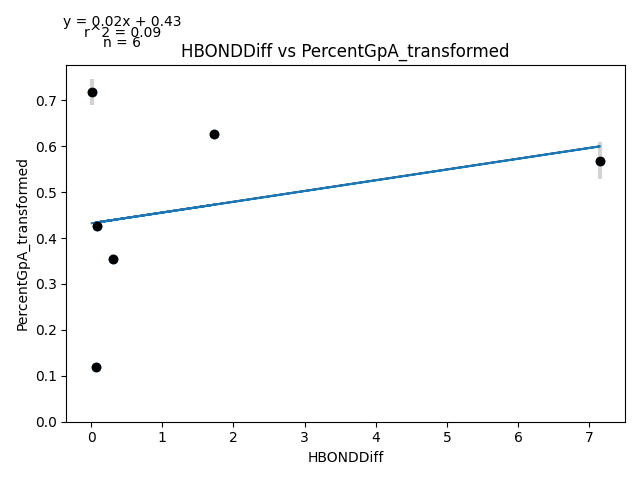 y = 0.02x + 0.43
r^2 = 0.09
n = 6
HBONDDiff vs PercentGpA_transformed
PercentGpA_transformed
0.7
0.6
0.5
0.4
0.3
0.2
0.1
0.0
0 1 2 3 4 5 6 7
HBONDDiff